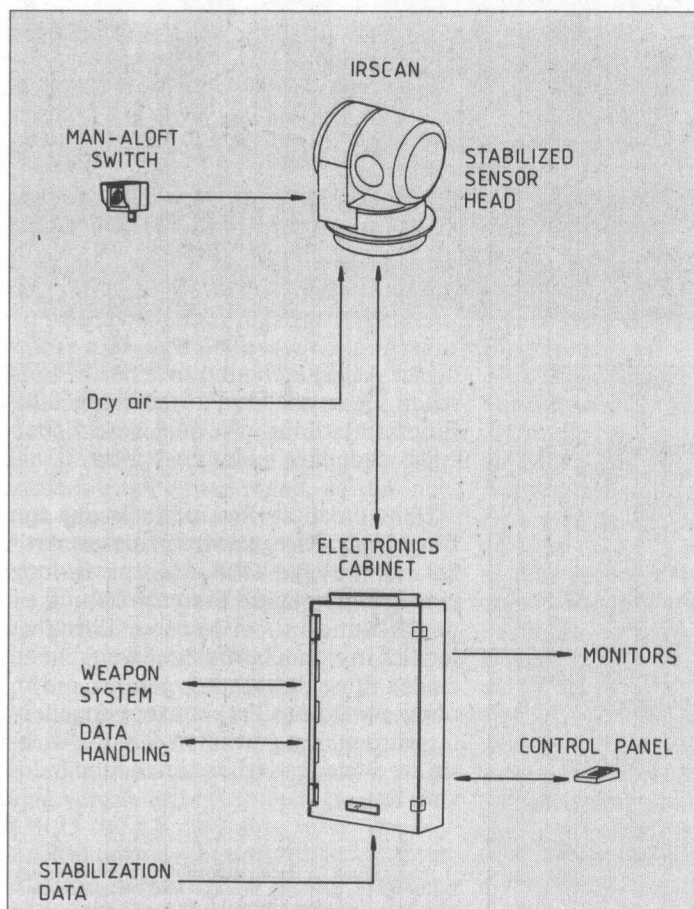 IRSCAN
MAN-ALOFT
SWITCH
STABILIZED
SENSOR
HEAD
Dry air
ELECTRONICS
CABINET
WEAPON
SYSTEM
MONITORS
DATA
HANDLING
CONTROL PANEL
STABILIZATION
DATA